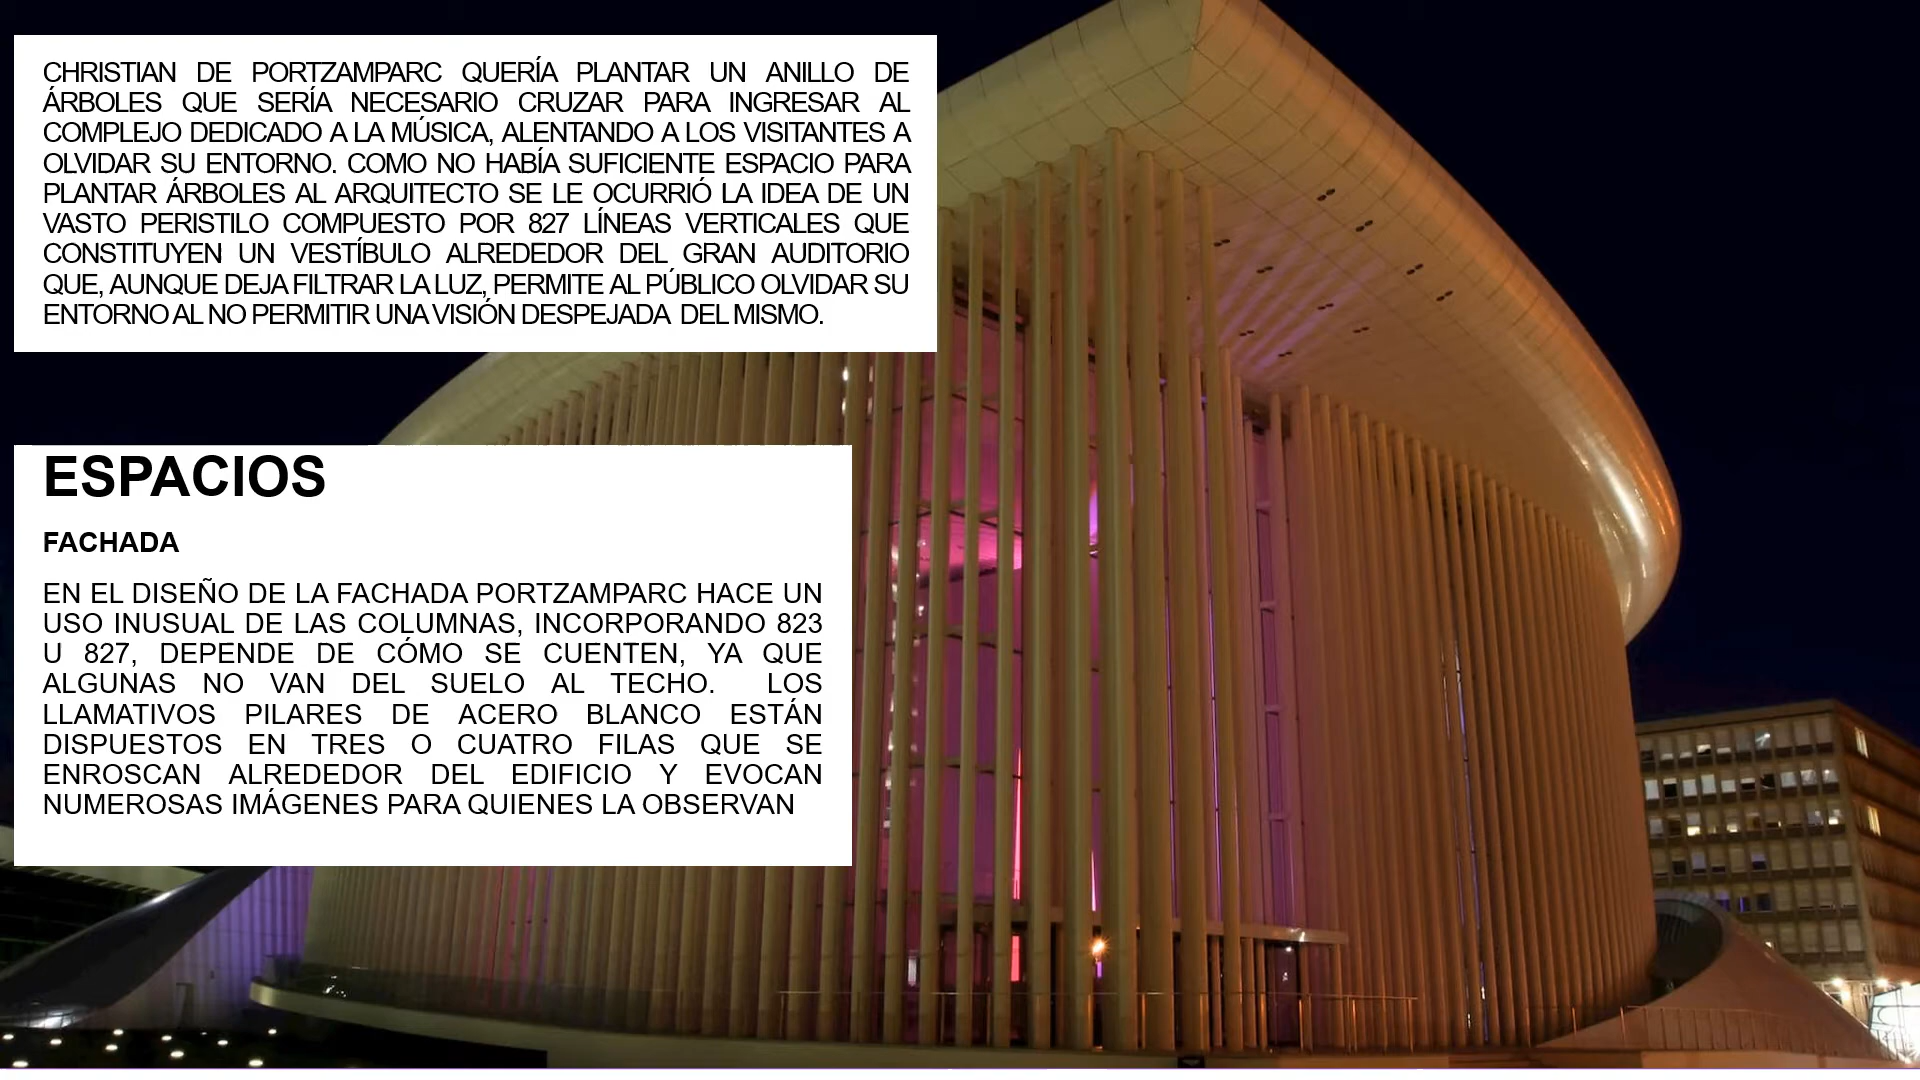 CHRISTIAN DE PORTZAMPARC QUERÍA PLANTAR UN ANILLO DE
ÁRBOLES QUE SERÍA NECESARIO CRUZAR PARA INGRESAR AL
COMPLEJO DEDICADO A LA MÚSICA, ALENTANDO A LOS VISITANTES A
OLVIDAR SU ENTORNO. COMO NO HABÍA SUFICIENTE ESPACIO PARA
PLANTAR ÁRBOLES AL ARQUITECTO SE LE OCURRIÓ LA IDEA DE UN
VASTO PERISTILO COMPUESTO POR 827 LÍNEAS VERTICALES QUE
CONSTITUYEN UN VESTÍBULO ALREDEDOR DEL GRAN AUDITORIO
QUE, AUNQUE DEJA FILTRAR LA LUZ, PERMITE AL PÚBLICO OLVIDAR SU
ENTORNO AL NO PERMITIR UNA VISIÓN DESPEJADA DEL MISMO.
ESPACIOS
FACHADA
EN EL DISEÑO DE LA FACHADA PORTZAMPARC HACE UN
USO INUSUAL DE LAS COLUMNAS, INCORPORANDO 823
U 827, DEPENDE DE CÓMO SE CUENTEN, YA QUE
ALGUNAS NO VAN DEL SUELO AL TECHO. LOS
LLAMATIVOS PILARES DE ACERO BLANCO ESTÁN
DISPUESTOS EN TRES O CUATRO FILAS QUE SE
ENROSCAN ALREDEDOR DEL EDIFICIO Y EVOCAN
NUMEROSAS IMÁGENES PARA QUIENES LA OBSERVAN